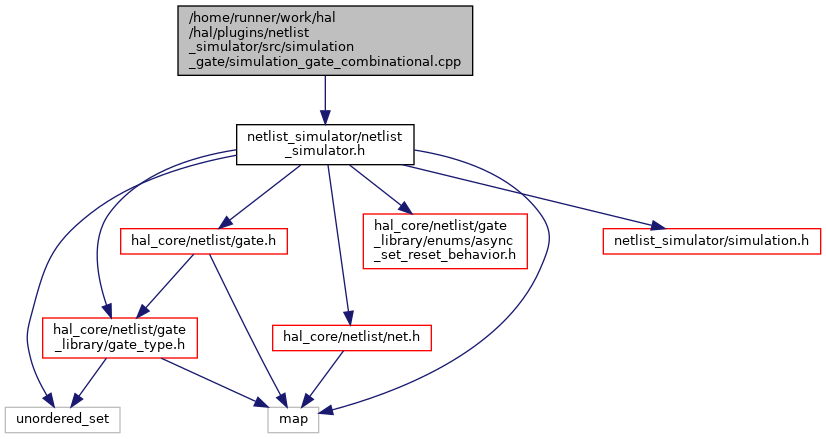 /home/runner/work/hal
/hal/plugins/netlist
_simulator/src/simulation
_gate/simulation_gate_combinational.cpp
netlist_simulator/netlist
_simulator.h
hal_core/netlist/gate.h
hal_core/netlist/gate
_library/enums/async
_set_reset_behavior.h
netlist_simulator/simulation.h
hal_core/netlist/gate
_library/gate_type.h
hal_core/netlist/net.h
unordered_set
map